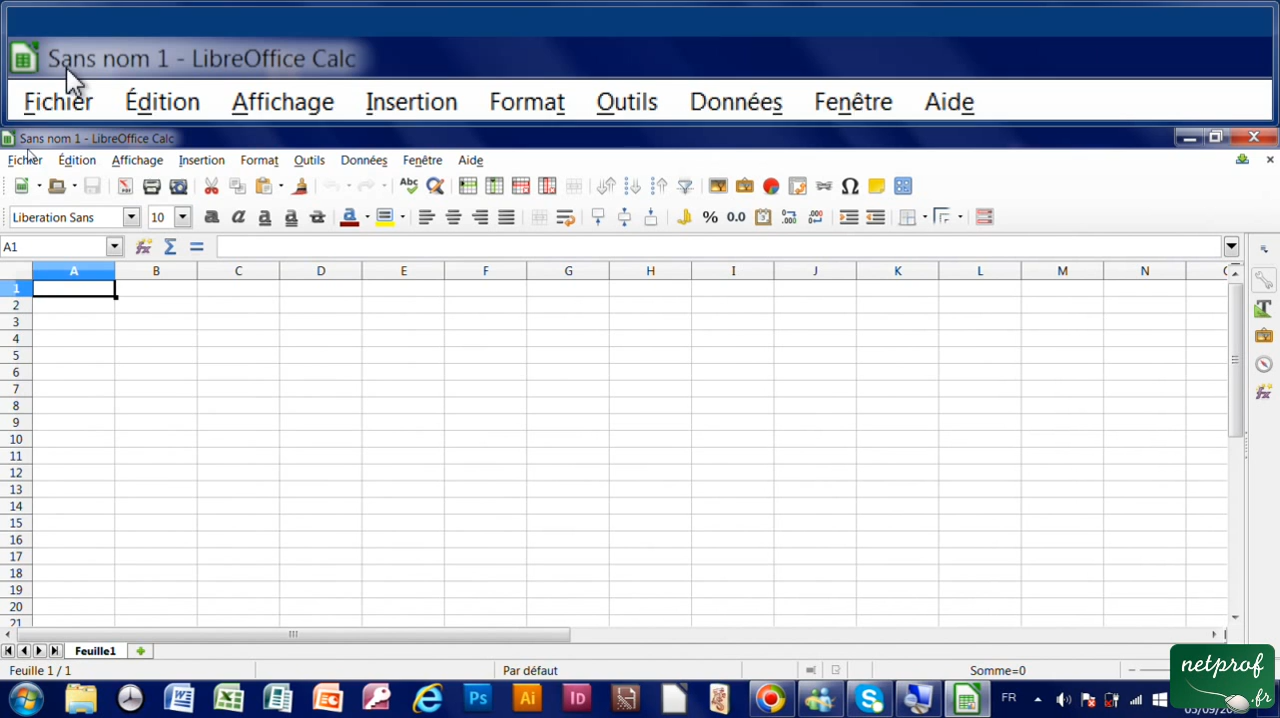 Sans nom 1 - LibreOffice Calc
Fichier Édition Affichage Insertion Format Outils Données Fenêtre Aide
Sans nom 1 - LibreOffice Calc
Fichier Édition Affichage Insertion Format Outils Données Fenêtre Aide
Liberation Sans 10 a a a a a % 0.0
A1
A B C D E F G H I J K L M N
1
2
3
4
5
6
7
8
9
10
11
12
13
14
15
16
17
18
19
20
21
Feuille1
Feuille 1 / 1 Par défaut Somme=0
netprof
.fr
Ps Ai ID FR